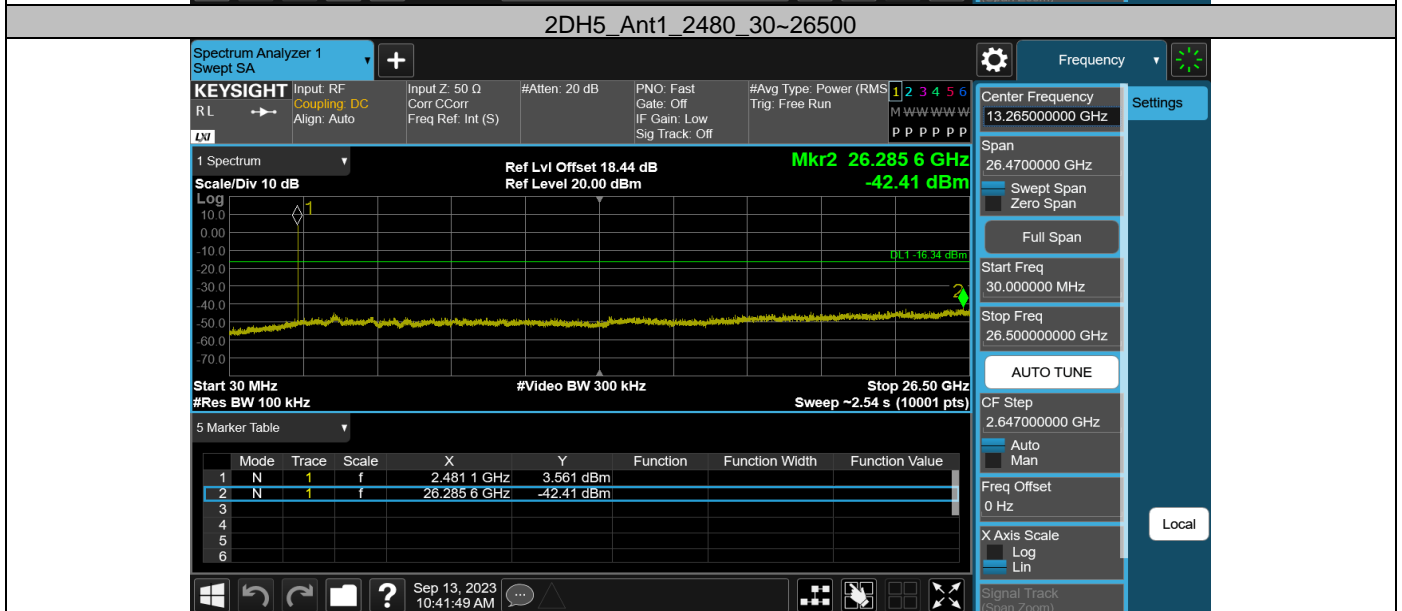 2DH5_Ant1_2480_30~26500
Spectrum Analyzer 1
Swept SA
Frequency
KEYSIGHT
RL
LXI
Input: RF
Coupling: DC
Align: Auto
Input Z: 50 Ω
Corr CCorr
Freq Ref: Int (S)
#Atten: 20 dB
PNO: Fast
Gate: Off
IF Gain: Low
Sig Track: Off
#Avg Type: Power (RMS
Trig: Free Run
1 2 3 4 5 6
M W W W W W
P P P P P P
1 Spectrum
Scale/Div 10 dB
Ref Lvl Offset 18.44 dB
Ref Level 20.00 dBm
Mkr2 26.285 6 GHz
-42.41 dBm
Log
10.0
0.00
-10.0
-20.0
-30.0
-40.0
-50.0
-60.0
-70.0
1
DL1 -16.34 dBm
2
Start 30 MHz
#Video BW 300 kHz
Stop 26.50 GHz
#Res BW 100 kHz
Sweep ~2.54 s (10001 pts)
5 Marker Table
Mode Trace Scale X Y Function Function Width Function Value
1 N 1 f 2.481 1 GHz 3.561 dBm
2 N 1 f 26.285 6 GHz -42.41 dBm
3
4
5
6
Sep 13, 2023
10:41:49 AM
Center Frequency
13.265000000 GHz
Settings
Span
26.4700000 GHz
Swept Span
Zero Span
Full Span
Start Freq
30.000000 MHz
Stop Freq
26.500000000 GHz
AUTO TUNE
CF Step
2.647000000 GHz
Auto
Man
Freq Offset
0 Hz
Local
X Axis Scale
Log
Lin
Signal Track
(Span Zoom)